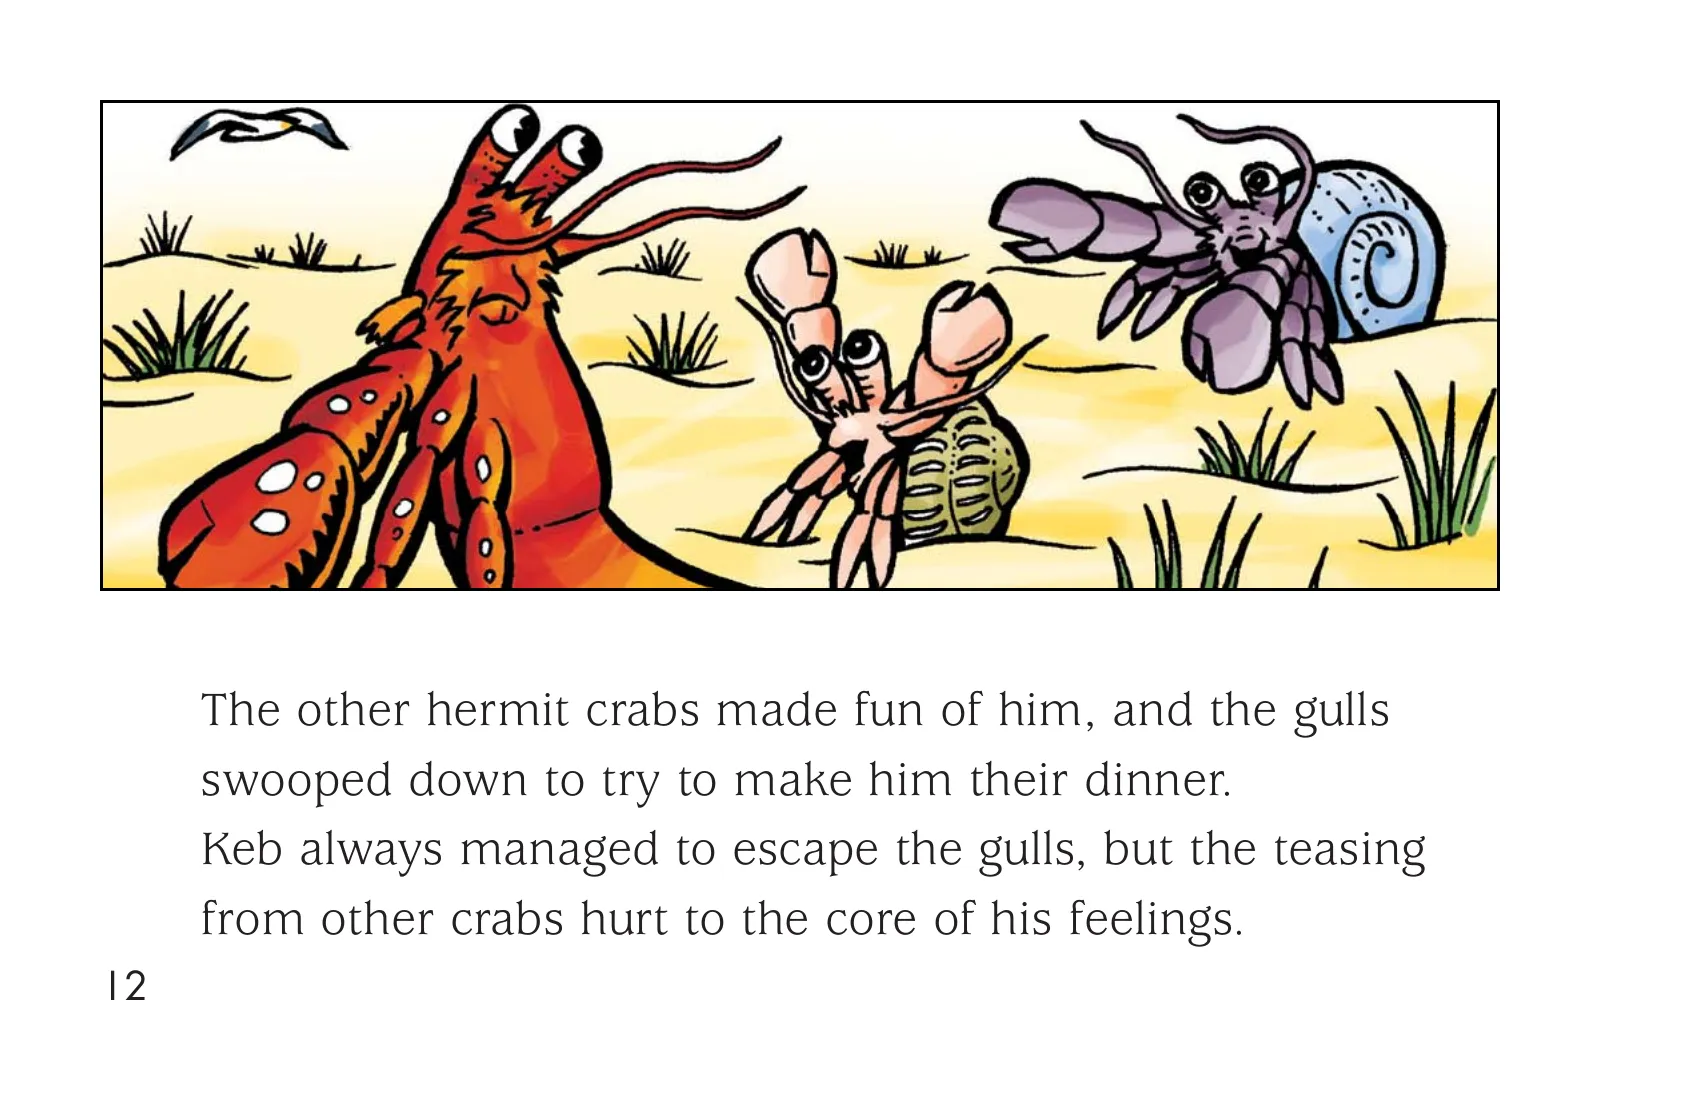 The other hermit crabs made fun of him, and the gulls
swooped down to try to make him their dinner.
Keb always managed to escape the gulls, but the teasing
from other crabs hurt to the core of his feelings.
12